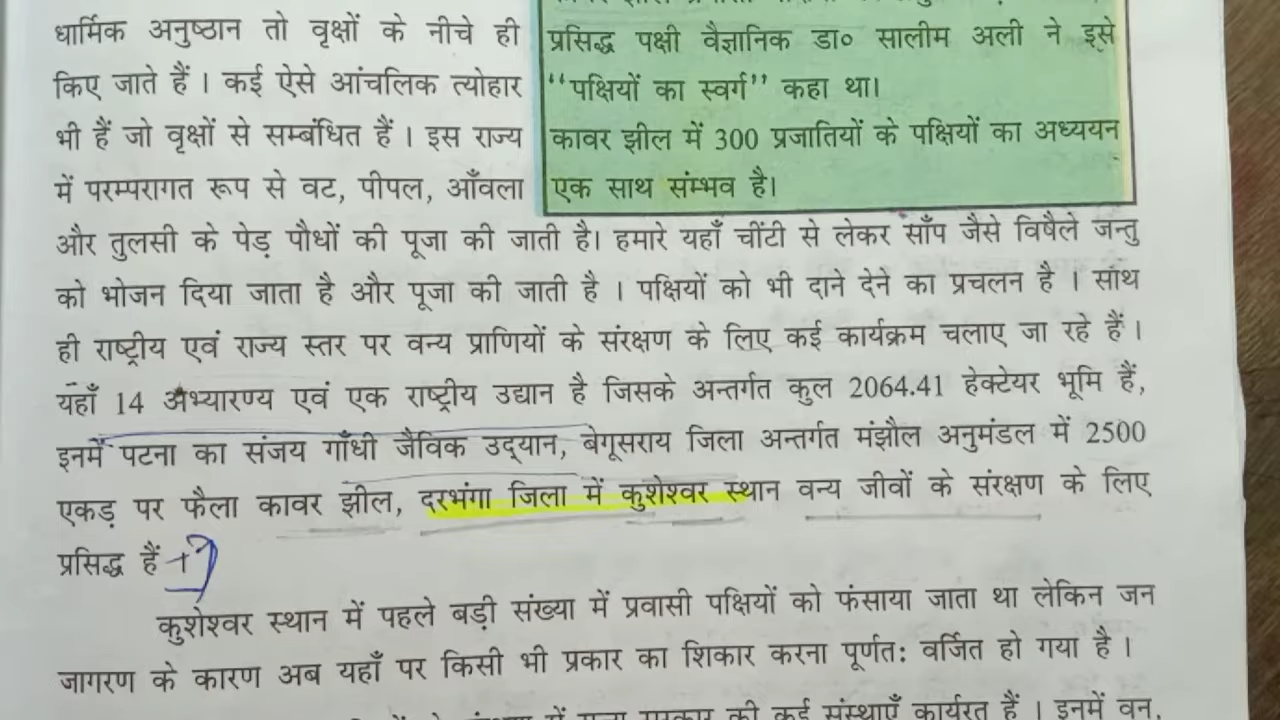 धार्मिक अनुष्ठान तो वृक्षों के नीचे ही
किए जाते हैं । कई ऐसे आंचलिक त्योहार
भी हैं जो वृक्षों से सम्बंधित हैं । इस राज्य
में परम्परागत रूप से वट, पीपल, आँवला
प्रसिद्ध पक्षी वैज्ञानिक डा० सालीम अली ने इसे
‘‘पक्षियों का स्वर्ग’’ कहा था।
कावर झील में 300 प्रजातियों के पक्षियों का अध्ययन
एक साथ संम्भव है।
और तुलसी के पेड़ पौधों की पूजा की जाती है। हमारे यहाँ चींटी से लेकर साँप जैसे विषैले जन्तु
को भोजन दिया जाता है और पूजा की जाती है । पक्षियों को भी दाने देने का प्रचलन है । साथ
ही राष्ट्रीय एवं राज्य स्तर पर वन्य प्राणियों के संरक्षण के लिए कई कार्यक्रम चलाए जा रहे हैं ।
यहाँ 14 अभ्यारण्य एवं एक राष्ट्रीय उद्यान है जिसके अन्तर्गत कुल 2064.41 हेक्टेयर भूमि हैं,
इनमें पटना का संजय गाँधी जैविक उद्‌यान, बेगूसराय जिला अन्तर्गत मंझौल अनुमंडल में 2500
एकड़ पर फैला कावर झील, दरभंगा जिला में कुशेश्वर स्थान वन्य जीवों के संरक्षण के लिए
प्रसिद्ध हैं
कुशेश्वर स्थान में पहले बड़ी संख्या में प्रवासी पक्षियों को फंसाया जाता था लेकिन जन
जागरण के कारण अब यहाँ पर किसी भी प्रकार का शिकार करना पूर्णतः वर्जित हो गया है ।
की कई संस्थाएँ कार्यरत हैं । इनमें वन,